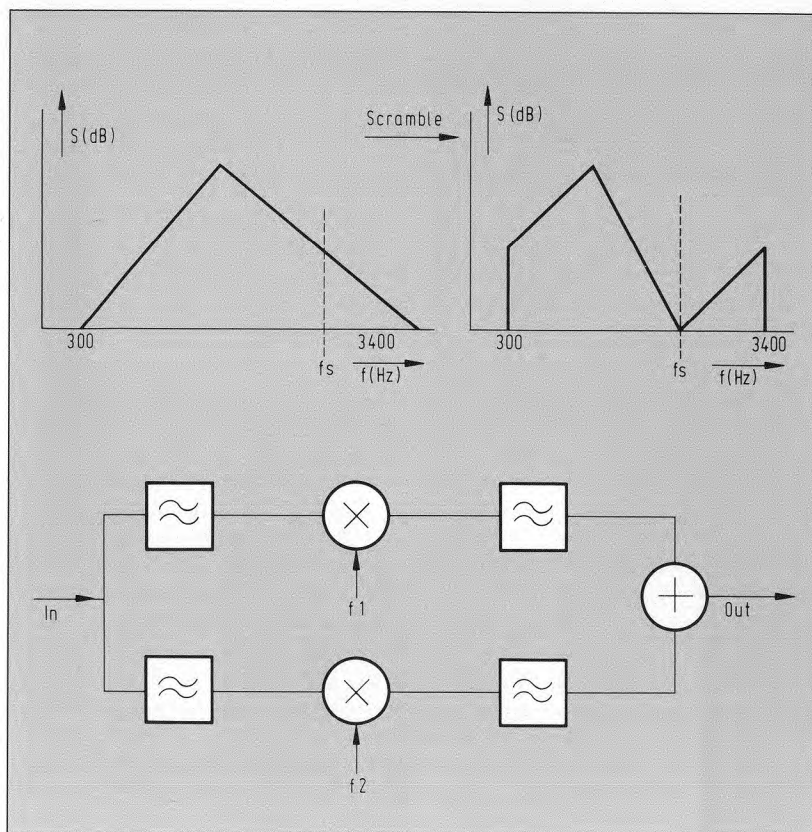 S(dB)
Scramble
S(dB)
300
3400
fs
f(Hz)
300
3400
fs
f(Hz)
In
f1
f2
Out